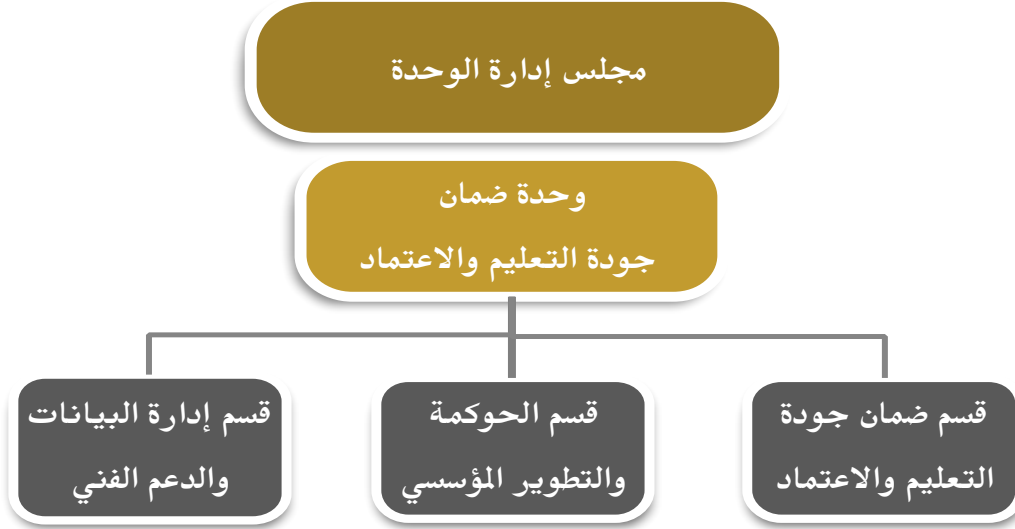 مجلس إدارة الوحدة
وحدة ضمان
جودة التعليم والاعتماد
قسم ضمان جودة
التعليم والاعتماد
قسم الحوكمة
والتطوير المؤسسي
قسم إدارة البيانات
والدعم الفني